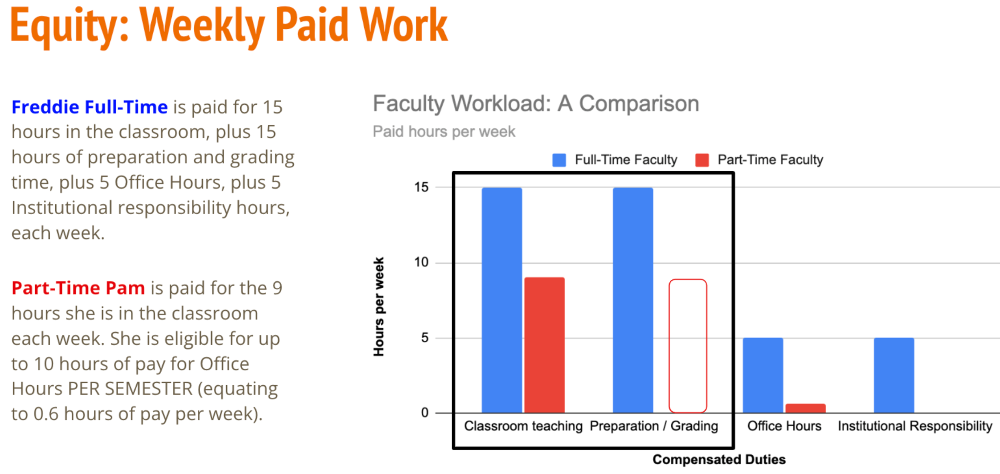 Equity: Weekly Paid Work
Freddie Full-Time is paid for 15
hours in the classroom, plus 15
hours of preparation and grading
time, plus 5 Office Hours, plus 5
Institutional responsibility hours,
each week.
Part-Time Pam is paid for the 9
hours she is in the classroom
each week. She is eligible for up
to 10 hours of pay for Office
Hours PER SEMESTER (equating
to 0.6 hours of pay per week).
Faculty Workload: A Comparison
Paid hours per week
Full-Time Faculty Part-Time Faculty
Hours per week
15
10
5
0
Classroom teaching Preparation / Grading Office Hours Institutional Responsibility
Compensated Duties